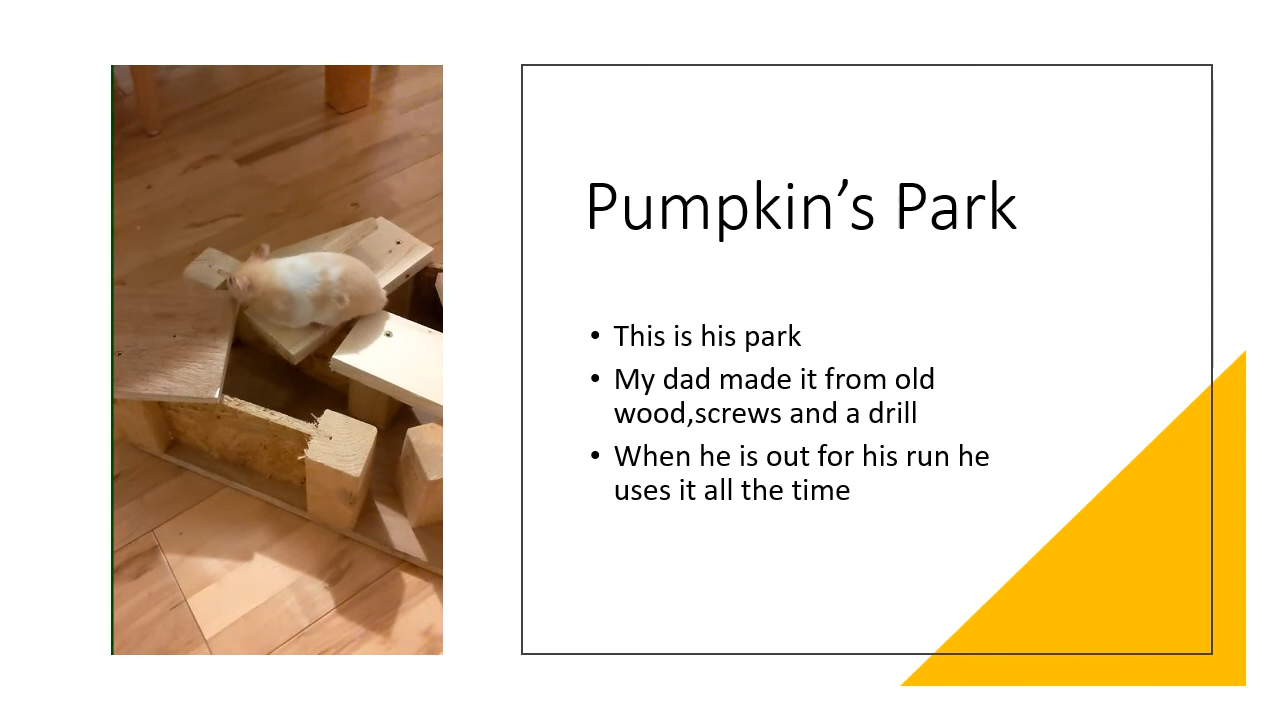 Pumpkin’s Park
• This is his park
• My dad made it from old
wood,screws and a drill
• When he is out for his run he
uses it all the time